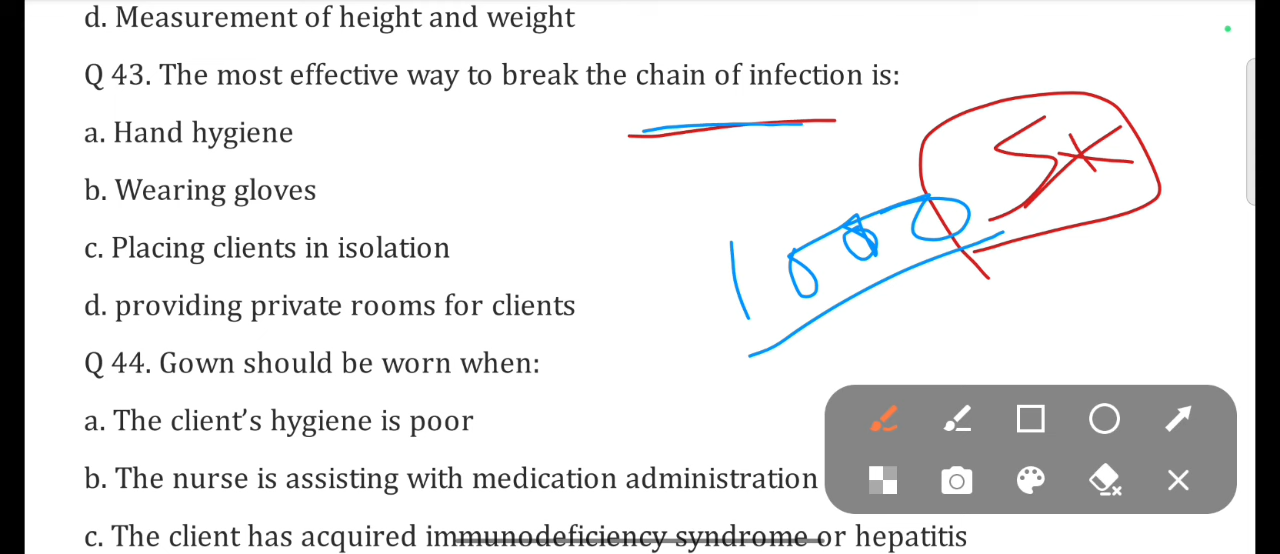 d. Measurement of height and weight
Q 43. The most effective way to break the chain of infection is:
a. Hand hygiene
b. Wearing gloves
c. Placing clients in isolation
d. providing private rooms for clients
Q 44. Gown should be worn when:
a. The client’s hygiene is poor
b. The nurse is assisting with medication administration
c. The client has acquired immunodeficiency syndrome or hepatitis
1000